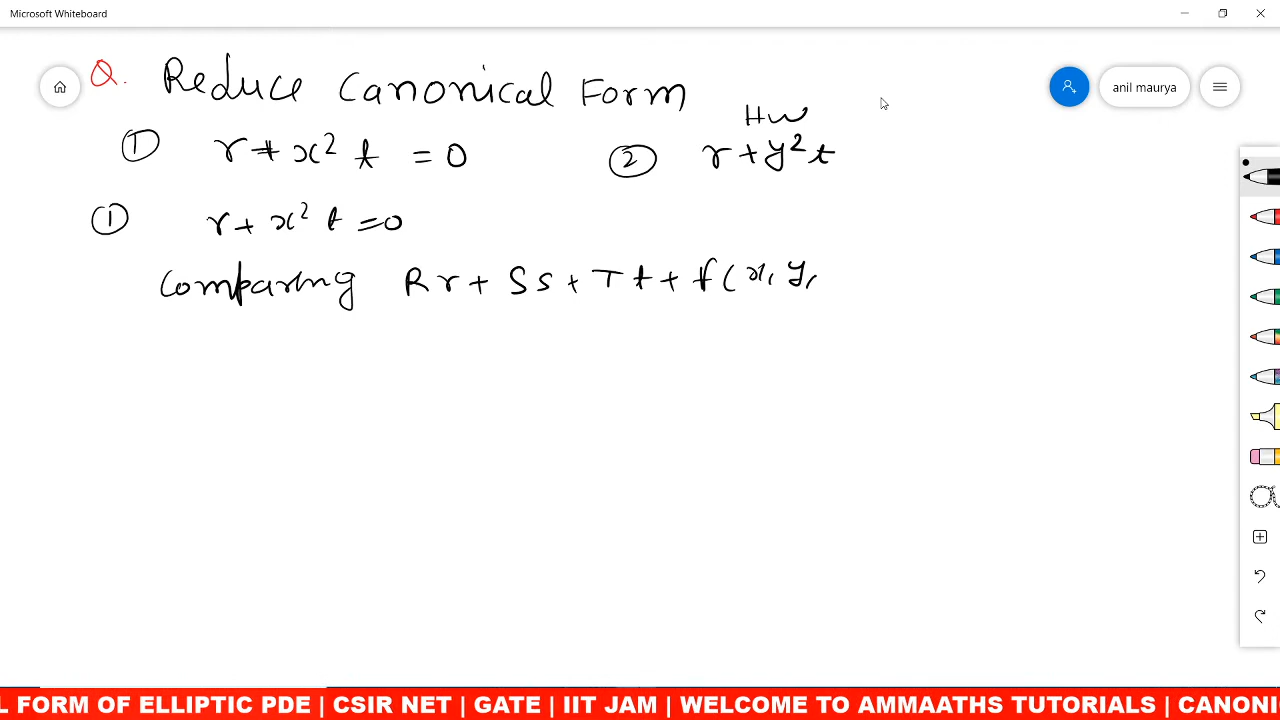 Microsoft Whiteboard
Q. Reduce Canonical Form
anil maurya
HW
① r + x² t = 0 ② r + y² t
① r + x² t = 0
Comparing Rr + Ss + Tt + f(x, y,
L FORM OF ELLIPTIC PDE | CSIR NET | GATE | IIT JAM | WELCOME TO AMMAATHS TUTORIALS | CANONI